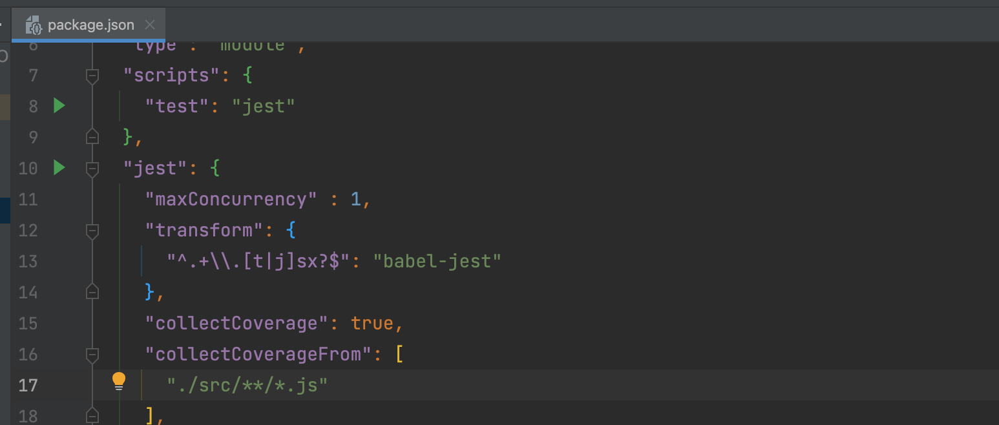 package.json
6 "type": "module",
7 "scripts": {
8 "test": "jest"
9 },
10 "jest": {
11 "maxConcurrency" : 1,
12 "transform": {
13 "^.+\\.[t|j]sx?$": "babel-jest"
14 },
15 "collectCoverage": true,
16 "collectCoverageFrom": [
17 "./src/**/*.js"
18 ],